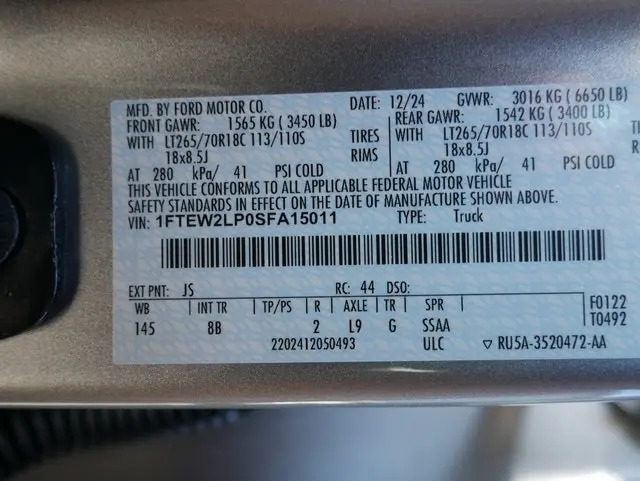 MFD. BY FORD MOTOR CO. DATE: 12/24 GVWR: 3016 KG ( 6650 LB)
FRONT GAWR: 1565 KG ( 3450 LB) REAR GAWR: 1542 KG ( 3400 LB)
WITH LT265/70R18C 113/110S TIRES WITH LT265/70R18C 113/110S
18x8.5J RIMS 18x8.5J
AT 280 kPa/ 41 PSI COLD AT 280 kPa/ 41 PSI COLD
THIS VEHICLE CONFORMS TO ALL APPLICABLE FEDERAL MOTOR VEHICLE
SAFETY STANDARDS IN EFFECT ON THE DATE OF MANUFACTURE SHOWN ABOVE.
VIN: 1FTEW2LP0SFA15011 TYPE: Truck
EXT PNT: JS RC: 44 DSO:
WB INT TR TP/PS R AXLE TR SPR F0122
145 8B 2 L9 G SSAA T0492
2202412050493 ULC ▽ RU5A-3520472-AA